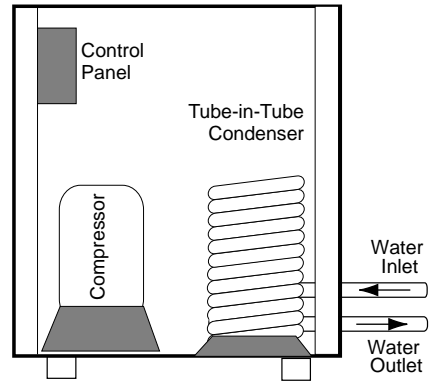 Control
Panel
Tube-in-Tube
Condenser
Compressor
Water
Inlet
Water
Outlet